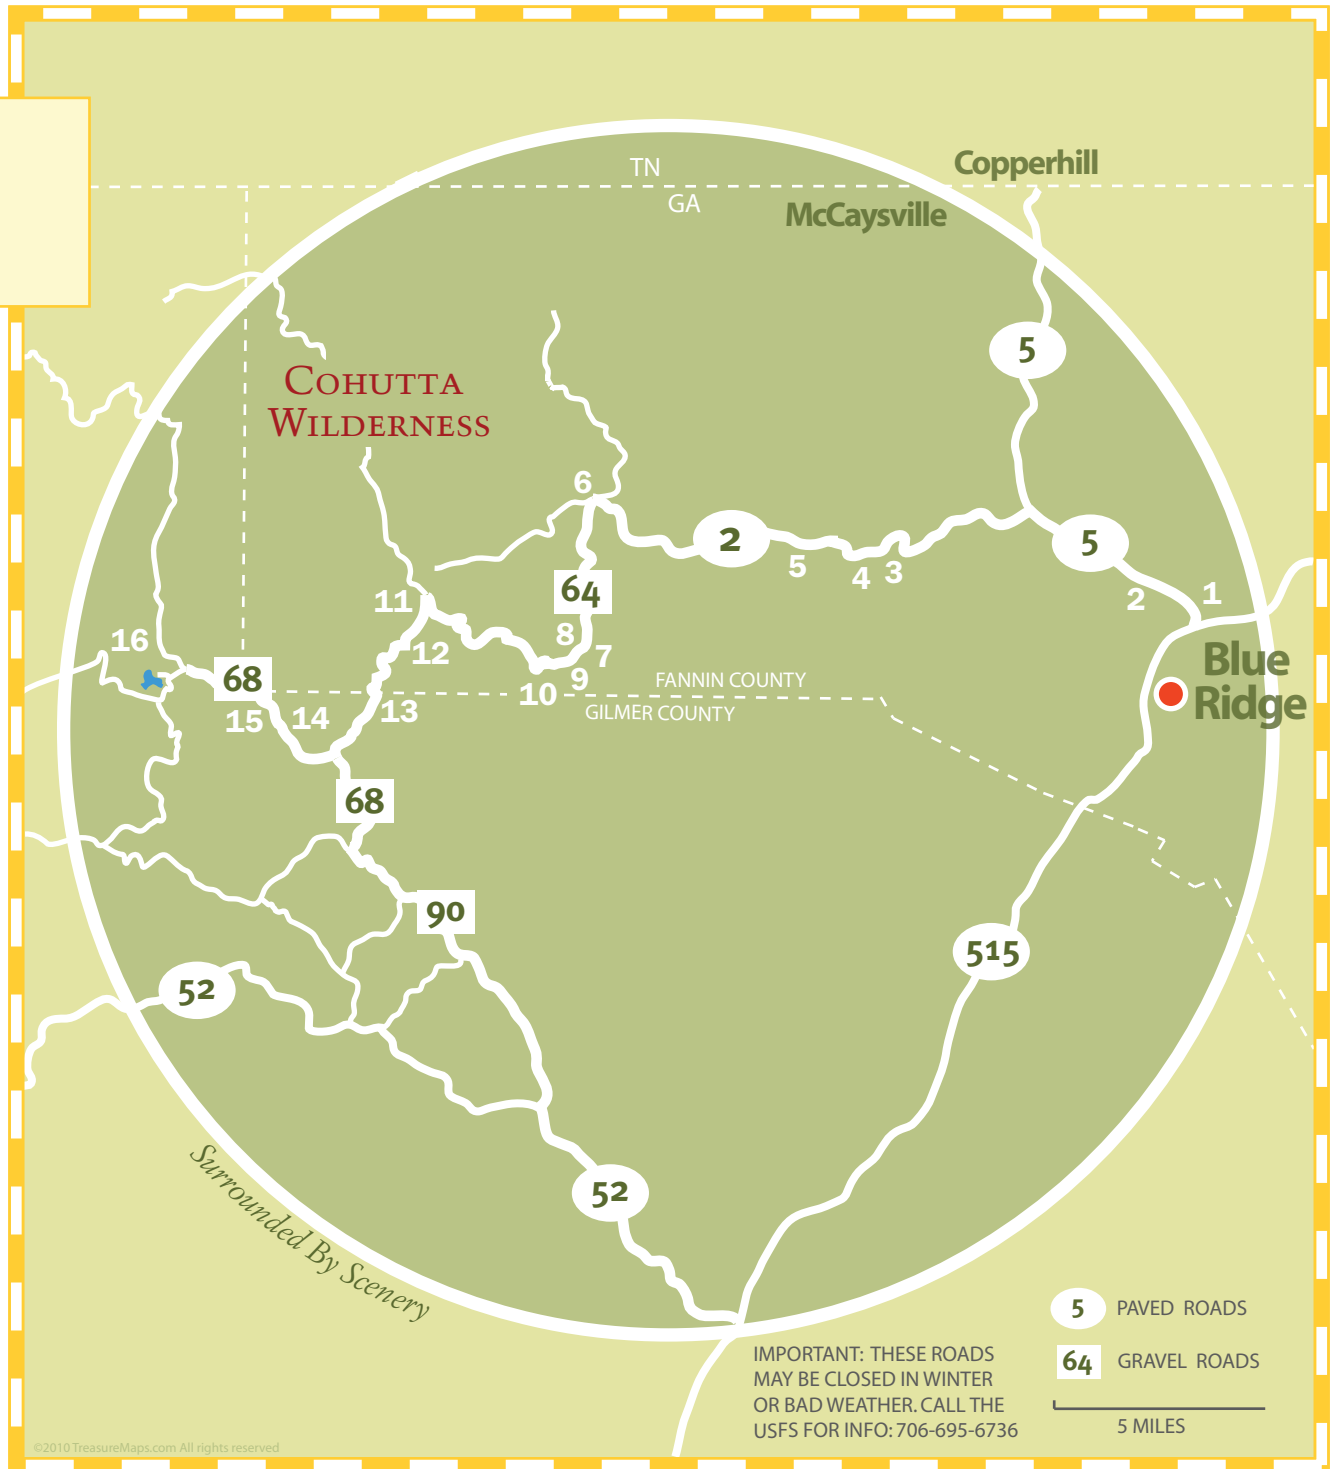 Copperhill
TN
GA
McCaysville
5
COHUTTA
WILDERNESS
6
2
5
5
4
3
64
11
2
1
8
16
12
7
Blue
Ridge
68
9
FANNIN COUNTY
10
15
14
13
GILMER COUNTY
68
90
515
52
52
Surrounded By Scenery
5 PAVED ROADS
64 GRAVEL ROADS
5 MILES
IMPORTANT: THESE ROADS
MAY BE CLOSED IN WINTER
OR BAD WEATHER. CALL THE
USFS FOR INFO: 706-695-6736
©2010 TreasureMaps.com All rights reserved